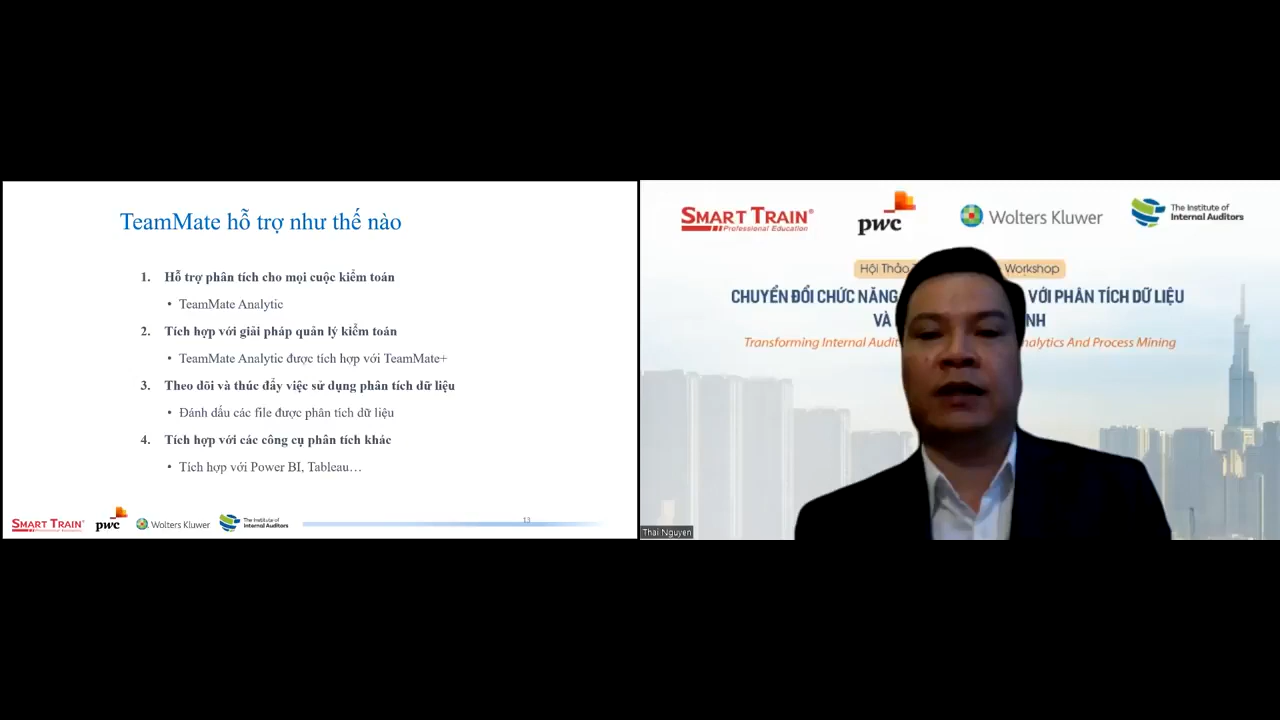 TeamMate hỗ trợ như thế nào
1. Hỗ trợ phân tích cho mọi cuộc kiểm toán
• TeamMate Analytic
2. Tích hợp với giải pháp quản lý kiểm toán
• TeamMate Analytic được tích hợp với TeamMate+
3. Theo dõi và thúc đẩy việc sử dụng phân tích dữ liệu
• Đánh dấu các file được phân tích dữ liệu
4. Tích hợp với các công cụ phân tích khác
• Tích hợp với Power BI, Tableau…
SMART TRAIN
pwc
Wolters Kluwer
The Institute of
Internal Auditors
13
SMART TRAIN®
Professional Education
pwc
Wolters Kluwer
The Institute of
Internal Auditors
Hội Thảo Workshop
CHUYỂN ĐỔI CHỨC NĂNG VỚI PHÂN TÍCH DỮ LIỆU
VÀ NH
Transforming Internal Audit Analytics And Process Mining
Thai Nguyen